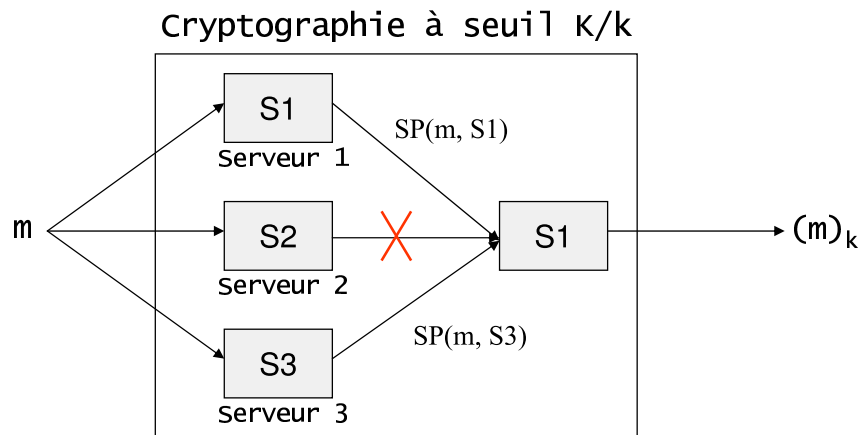 Cryptographie à seuil K/k
S1
SP(m, S1)
Serveur 1
m
S2
S1
(m)k
Serveur 2
SP(m, S3)
S3
Serveur 3